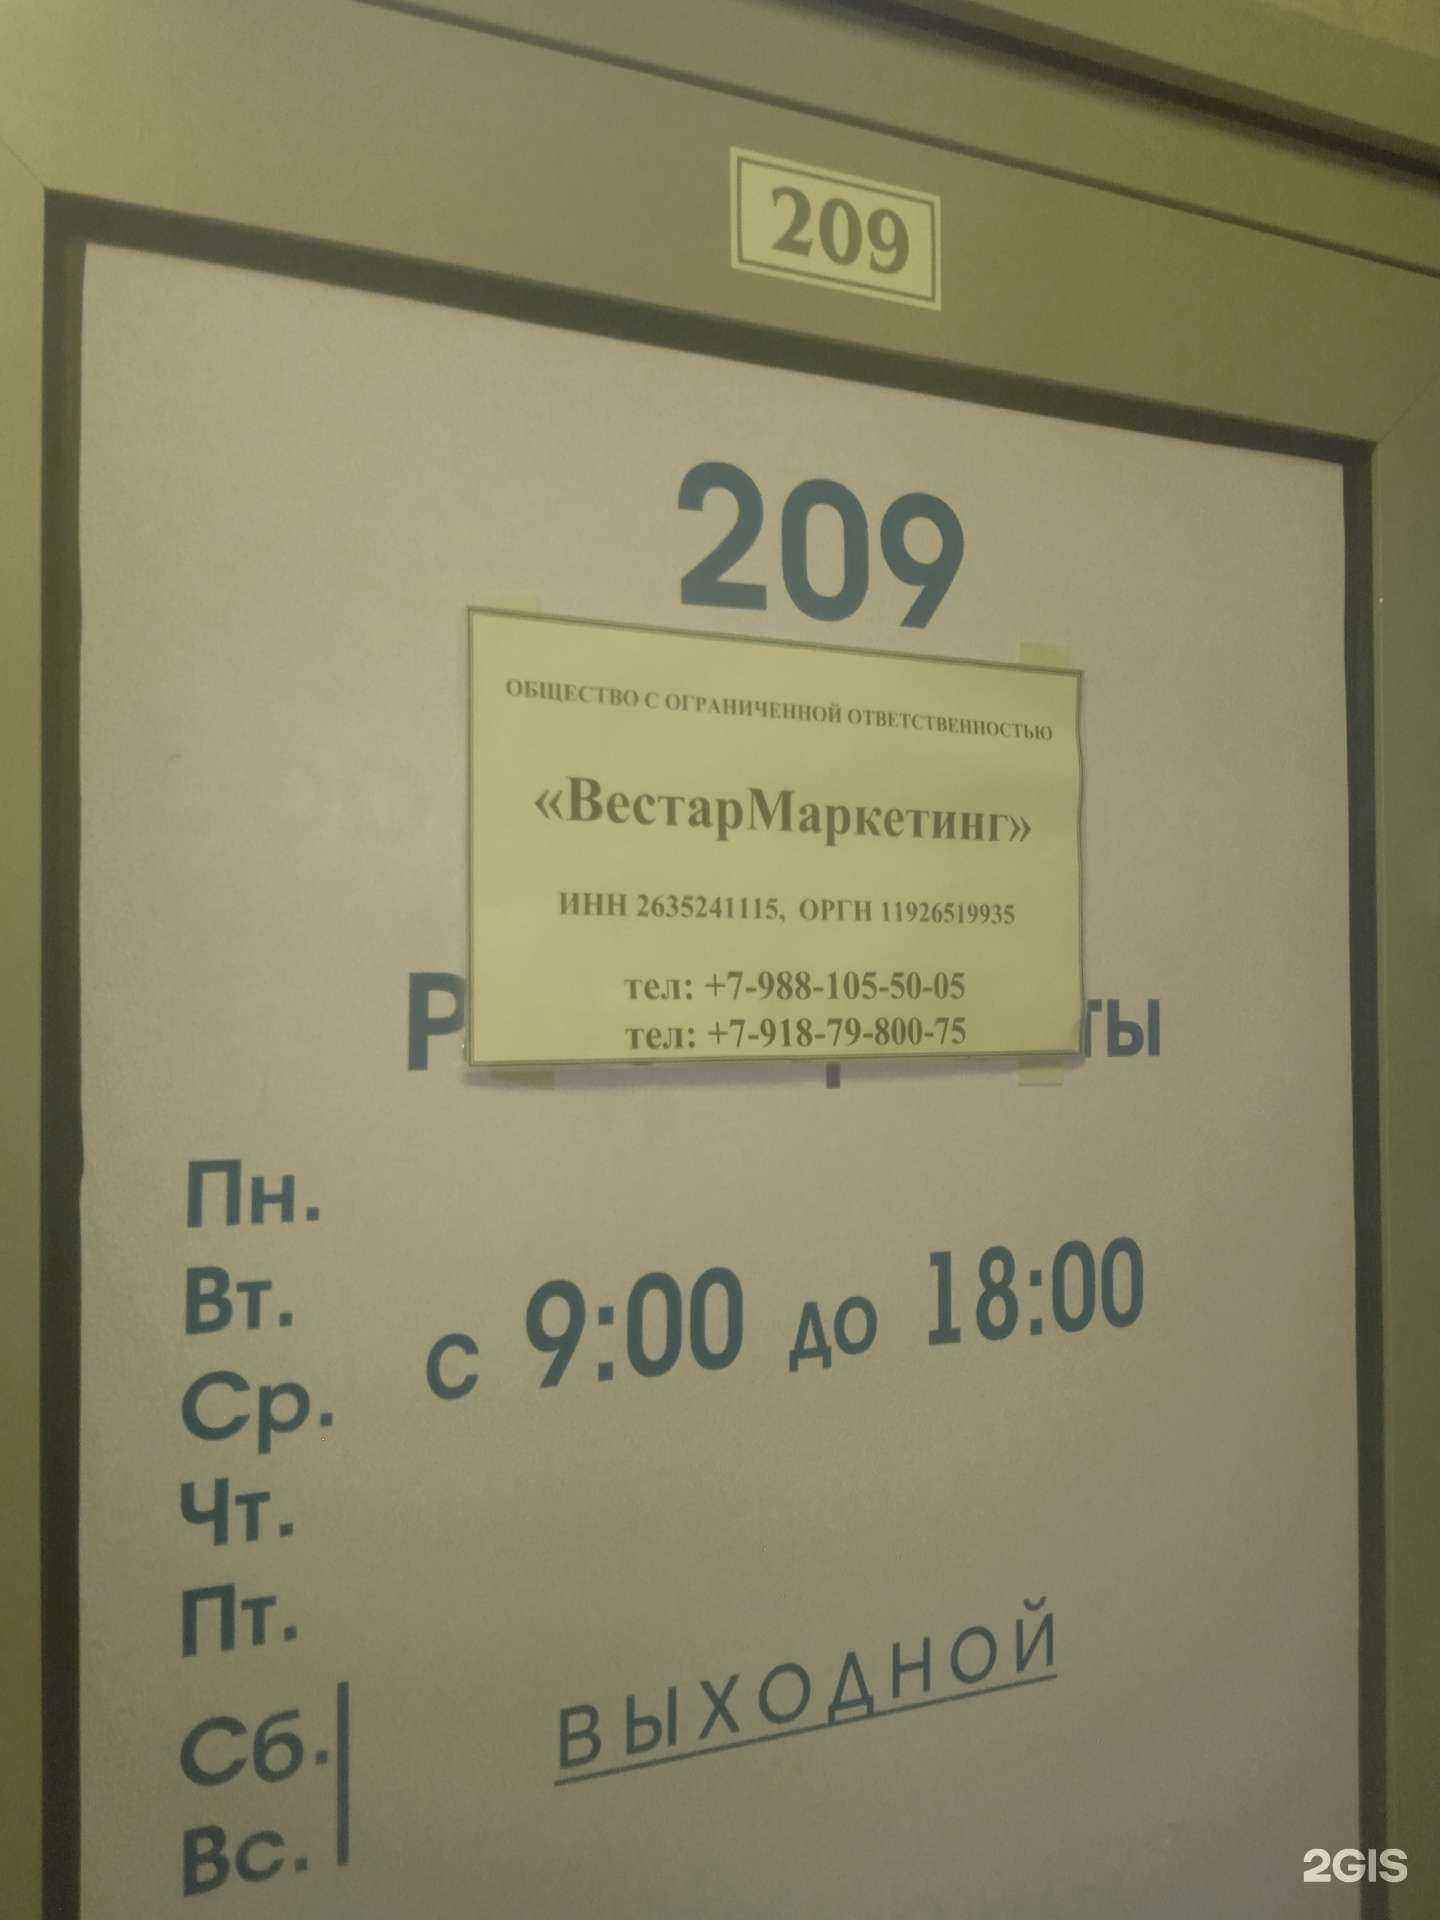 209
209
ОБЩЕСТВО С ОГРАНИЧЕННОЙ ОТВЕТСТВЕННОСТЬЮ
«ВестарМаркетинг»
ИНН 2635241115, ОРГН 11926519935
тел: +7-988-105-50-05
тел: +7-918-79-800-75
Пн.
Вт.
с 9:00 до 18:00
Ср.
Чт.
Пт.
Сб.
ВЫХОДНОЙ
Вс.
2GIS